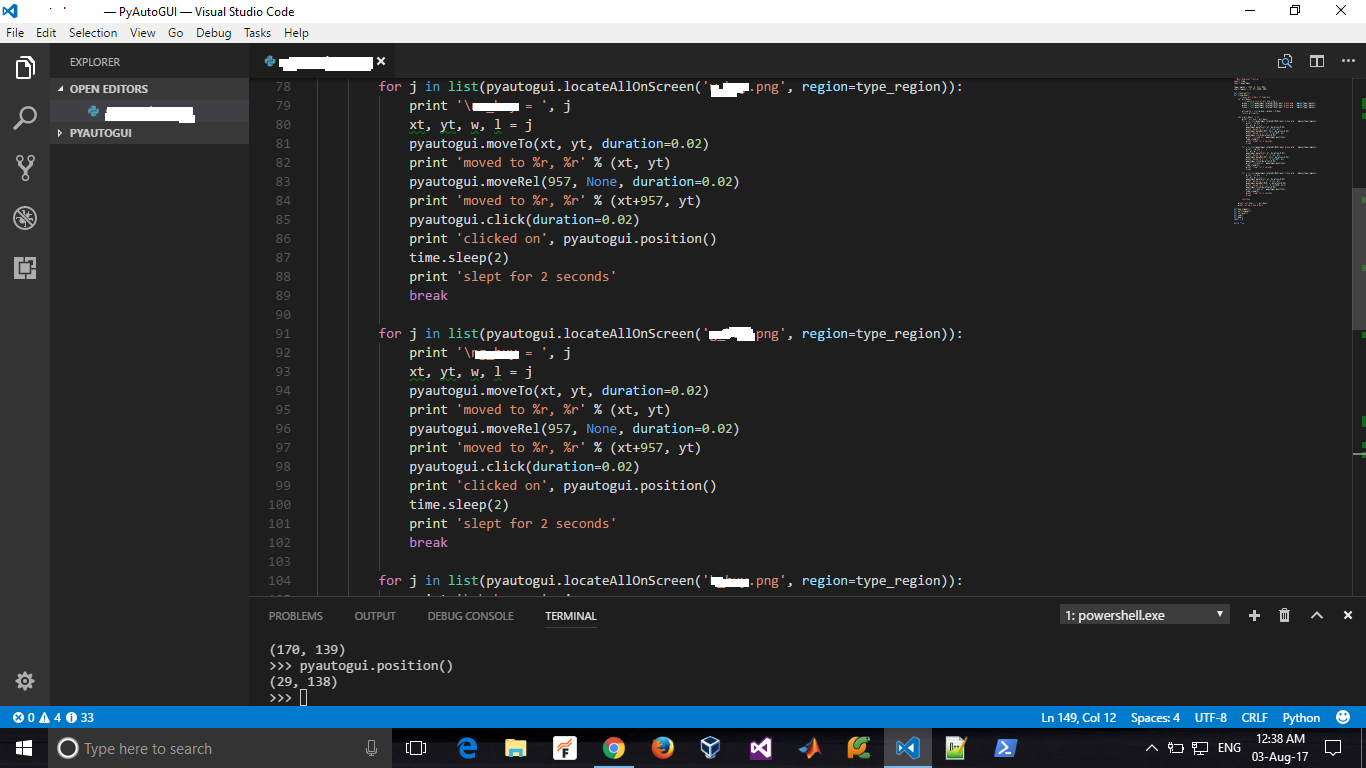 — PyAutoGUI — Visual Studio Code
File Edit Selection View Go Debug Tasks Help
EXPLORER
OPEN EDITORS
PYAUTOGUI
78 for j in list(pyautogui.locateAllOnScreen('.png', region=type_region)):
79 print '\ = ', j
80 xt, yt, w, l = j
81 pyautogui.moveTo(xt, yt, duration=0.02)
82 print 'moved to %r, %r' % (xt, yt)
83 pyautogui.moveRel(957, None, duration=0.02)
84 print 'moved to %r, %r' % (xt+957, yt)
85 pyautogui.click(duration=0.02)
86 print 'clicked on', pyautogui.position()
87 time.sleep(2)
88 print 'slept for 2 seconds'
89 break
90
91 for j in list(pyautogui.locateAllOnScreen('.png', region=type_region)):
92 print '\ = ', j
93 xt, yt, w, l = j
94 pyautogui.moveTo(xt, yt, duration=0.02)
95 print 'moved to %r, %r' % (xt, yt)
96 pyautogui.moveRel(957, None, duration=0.02)
97 print 'moved to %r, %r' % (xt+957, yt)
98 pyautogui.click(duration=0.02)
99 print 'clicked on', pyautogui.position()
100 time.sleep(2)
101 print 'slept for 2 seconds'
102 break
103
104 for j in list(pyautogui.locateAllOnScreen('.png', region=type_region)):
PROBLEMS OUTPUT DEBUG CONSOLE TERMINAL 1: powershell.exe
(170, 139)
>>> pyautogui.position()
(29, 138)
>>>
0 4 33 Ln 149, Col 12 Spaces: 4 UTF-8 CRLF Python
Type here to search ENG 12:38 AM
03-Aug-17